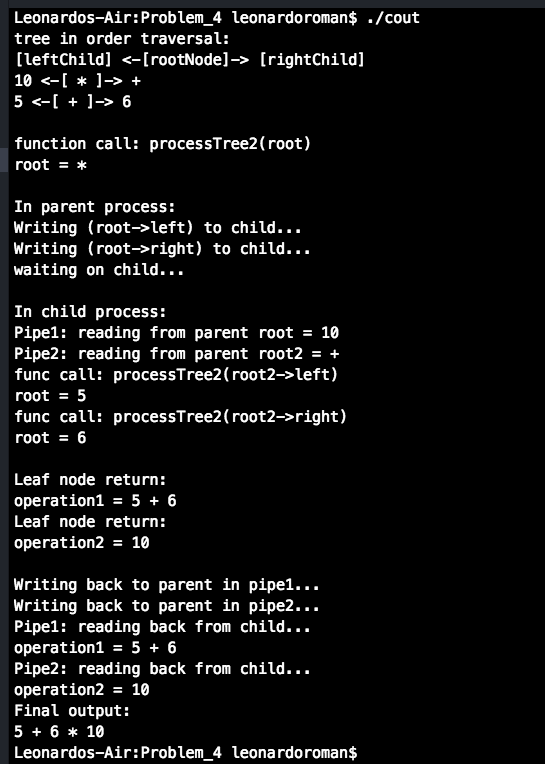 Leonardos-Air:Problem_4 leonardoroman$ ./cout
tree in order traversal:
[leftChild] <-[rootNode]-> [rightChild]
10 <-[ * ]-> +
5 <-[ + ]-> 6
function call: processTree2(root)
root = *
In parent process:
Writing (root->left) to child...
Writing (root->right) to child...
waiting on child...
In child process:
Pipe1: reading from parent root = 10
Pipe2: reading from parent root2 = +
func call: processTree2(root2->left)
root = 5
func call: processTree2(root2->right)
root = 6
Leaf node return:
operation1 = 5 + 6
Leaf node return:
operation2 = 10
Writing back to parent in pipe1...
Writing back to parent in pipe2...
Pipe1: reading back from child...
operation1 = 5 + 6
Pipe2: reading back from child...
operation2 = 10
Final output:
5 + 6 * 10
Leonardos-Air:Problem_4 leonardoroman$